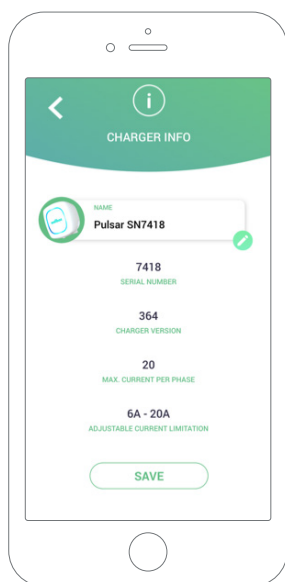 CHARGER INFO
NAME
Pulsar SN7418
7418
SERIAL NUMBER
364
CHARGER VERSION
20
MAX. CURRENT PER PHASE
6A - 20A
ADJUSTABLE CURRENT LIMITATION
SAVE